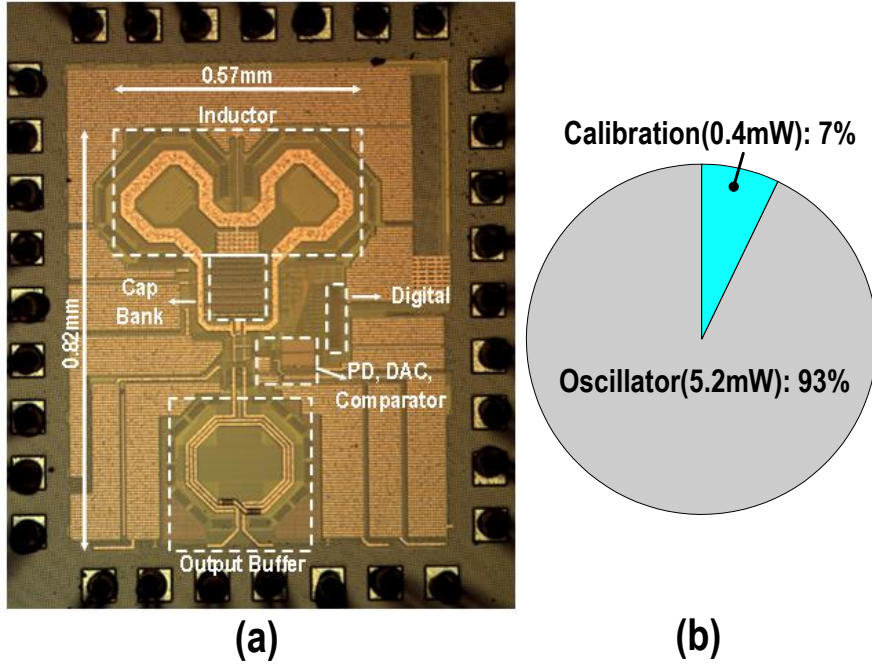 0.57mm
Inductor
Cap
Bank
Digital
0.82mm
PD, DAC,
Comparator
Output Buffer
(a)
Calibration(0.4mW): 7%
Oscillator(5.2mW): 93%
(b)